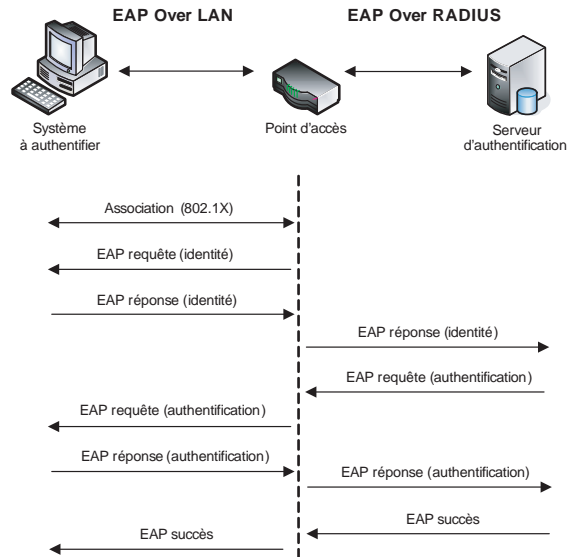 EAP Over LAN
EAP Over RADIUS
Système
à authentifier
Point d'accès
Serveur
d'authentification
Association (802.1X)
EAP requête (identité)
EAP réponse (identité)
EAP réponse (identité)
EAP requête (authentification)
EAP requête (authentification)
EAP réponse (authentification)
EAP réponse (authentification)
EAP succès
EAP succès